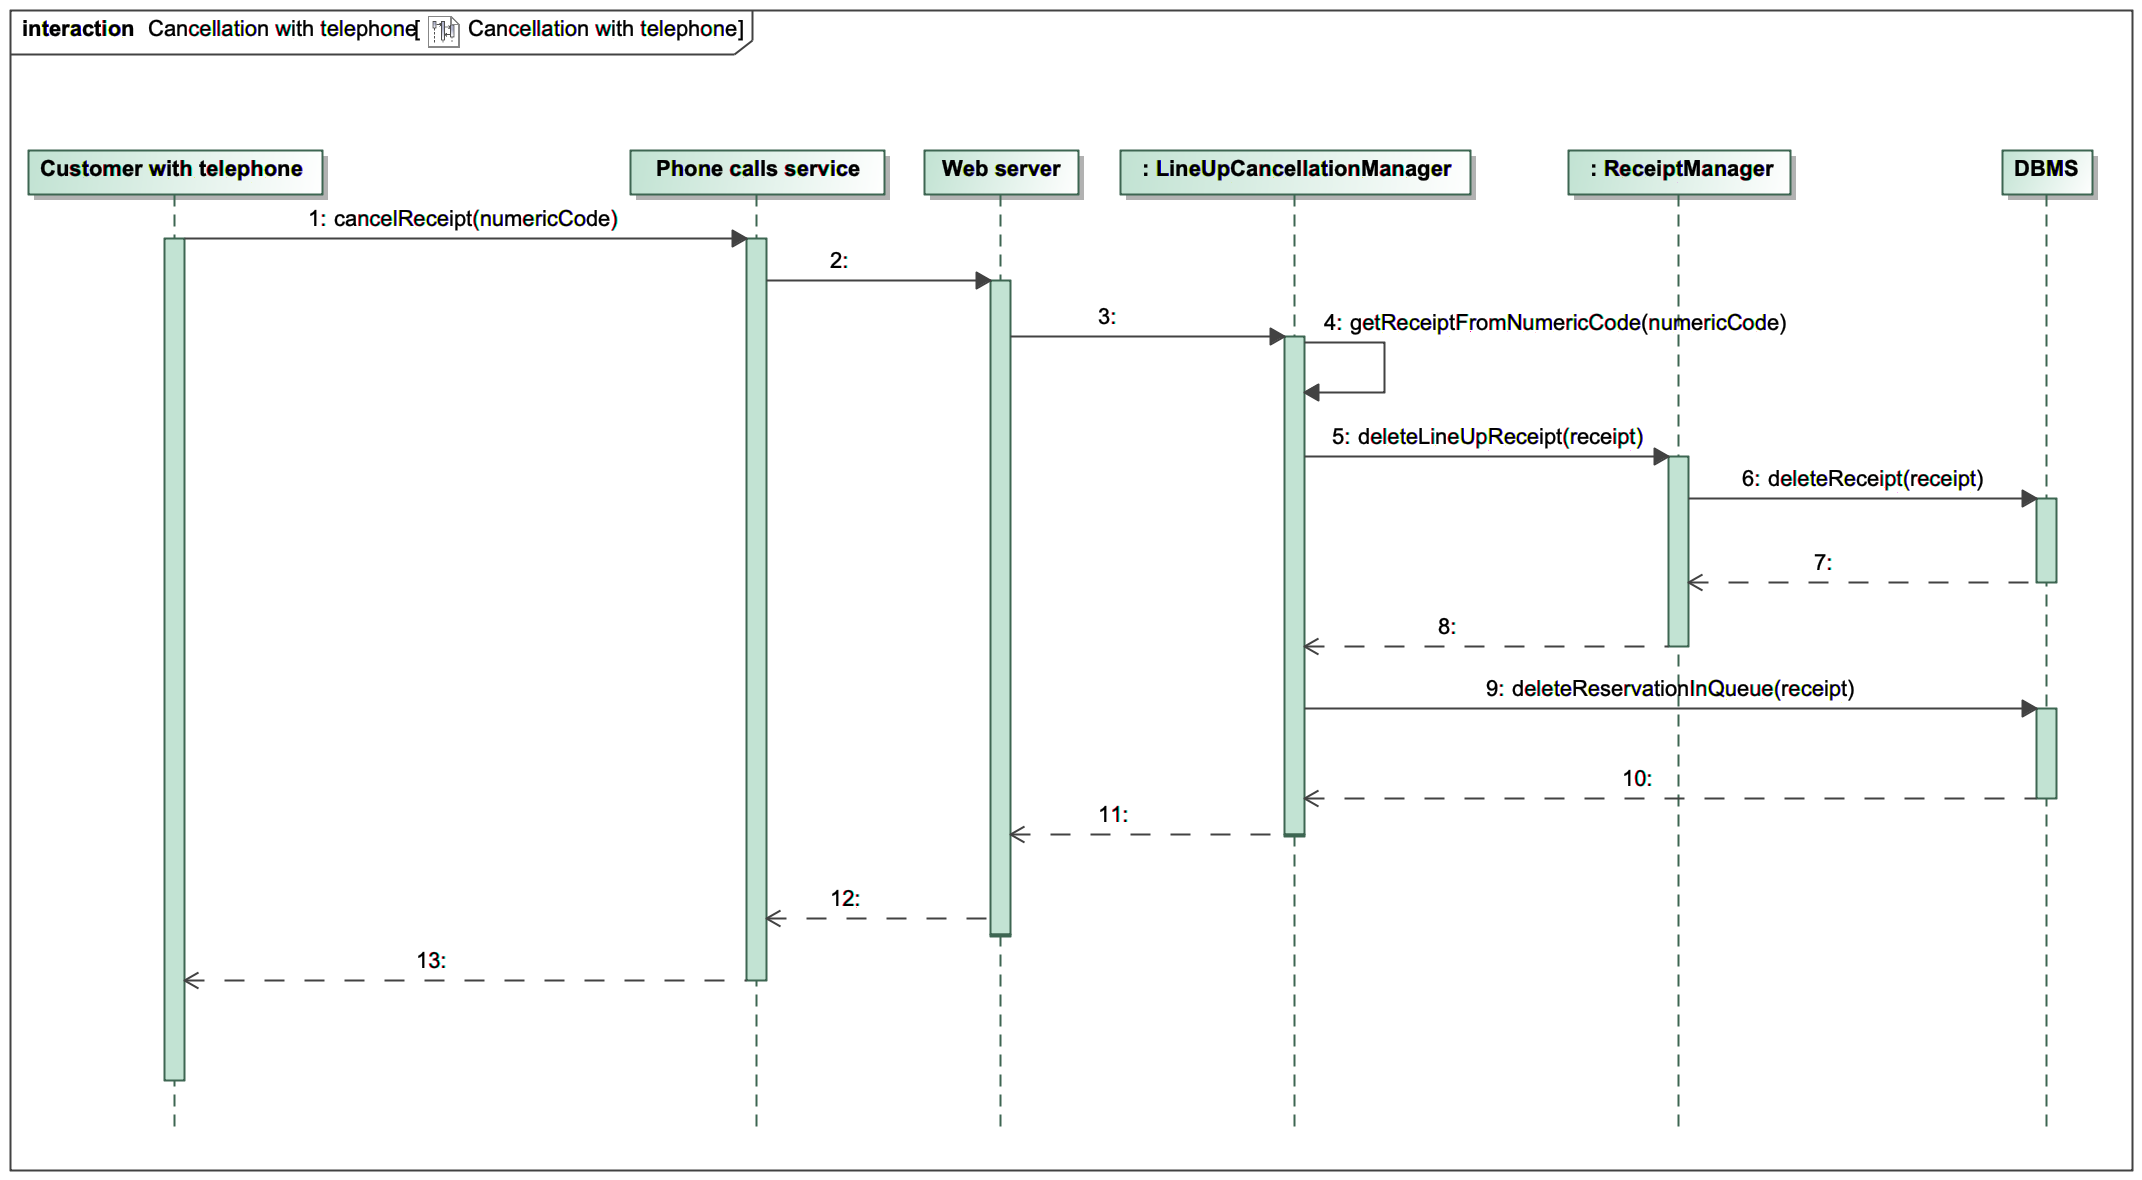 interaction Cancellation with telephone[ Cancellation with telephone]
Customer with telephone
Phone calls service
Web server
: LineUpCancellationManager
: ReceiptManager
DBMS
1: cancelReceipt(numericCode)
2:
3:
4: getReceiptFromNumericCode(numericCode)
5: deleteLineUpReceipt(receipt)
6: deleteReceipt(receipt)
7:
8:
9: deleteReservationInQueue(receipt)
10:
11:
12:
13: